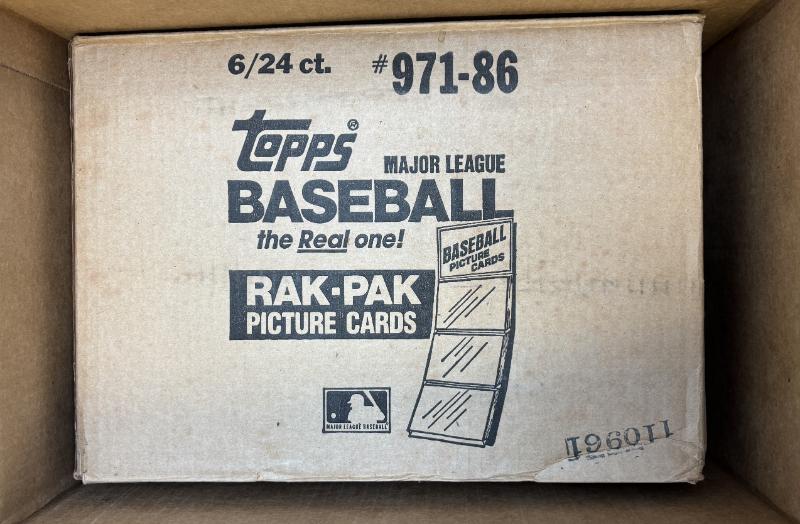 6/24 ct. #971-86
topps®
MAJOR LEAGUE
BASEBALL
the Real one!
BASEBALL
PICTURE
CARDS
RAK-PAK
PICTURE CARDS
MAJOR LEAGUE BASEBALL
110961